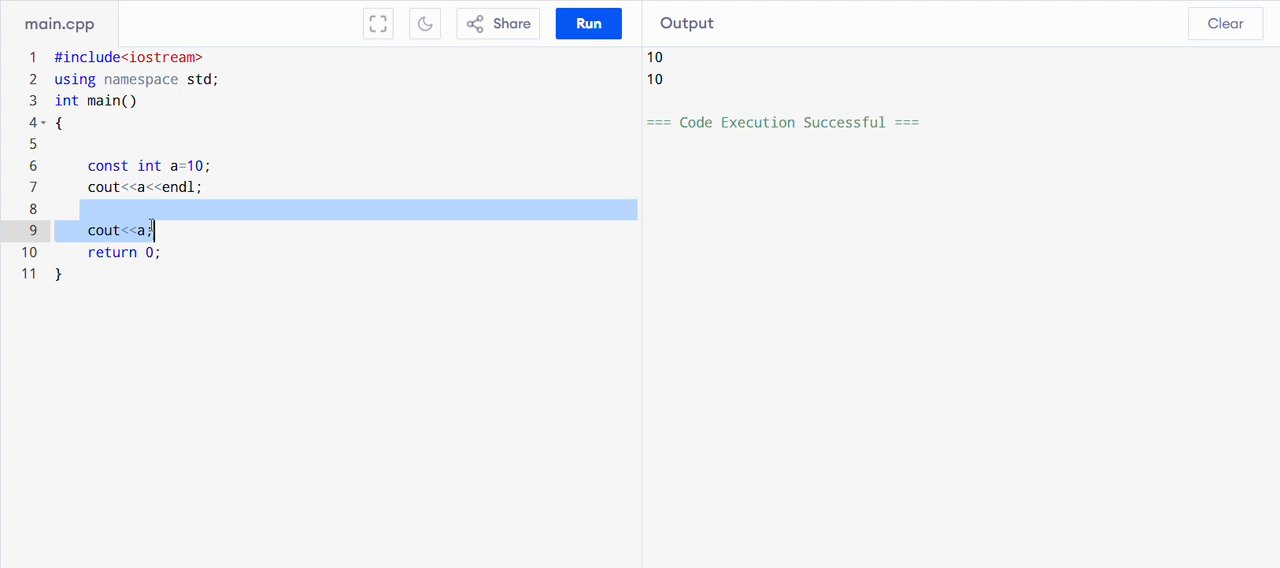 main.cpp
Share
Run
Output
Clear
1 #include<iostream>
2 using namespace std;
3 int main()
4 {
5
6 const int a=10;
7 cout<<a<<endl;
8
9 cout<<a;
10 return 0;
11 }
10
10
=== Code Execution Successful ===